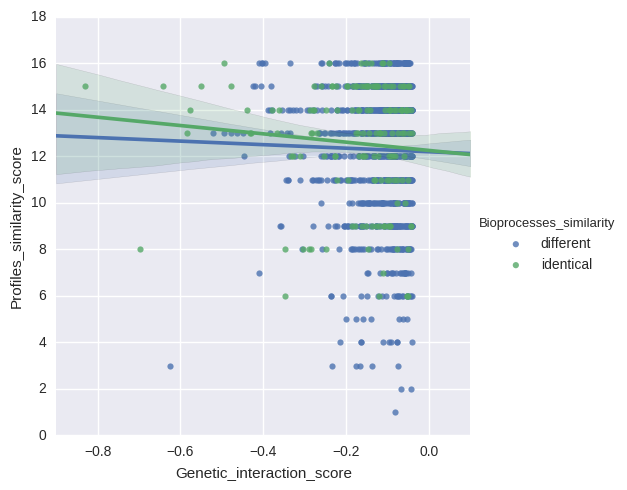 18
16
14
12
10
8
6
4
2
0
Profiles_similarity_score
−0.8 −0.6 −0.4 −0.2 0.0
Genetic_interaction_score
Bioprocesses_similarity
different
identical